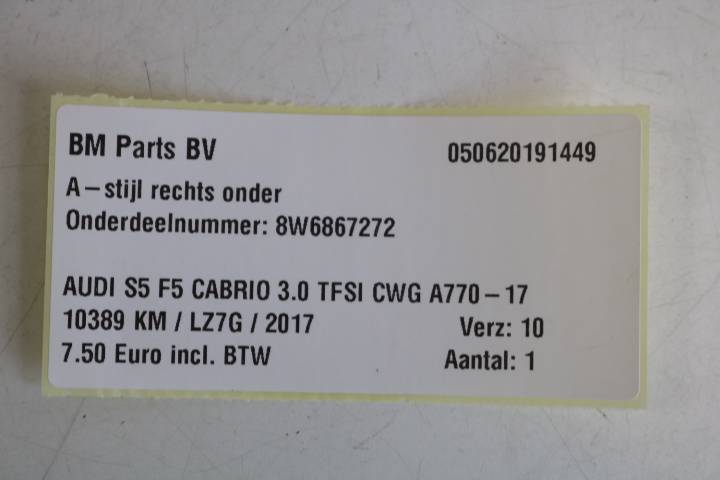 BM Parts BV 050620191449
A-stijl rechts onder
Onderdeelnummer: 8W6867272
AUDI S5 F5 CABRIO 3.0 TFSI CWG A770-17
10389 KM / LZ7G / 2017 Verz: 10
7.50 Euro incl. BTW Aantal: 1